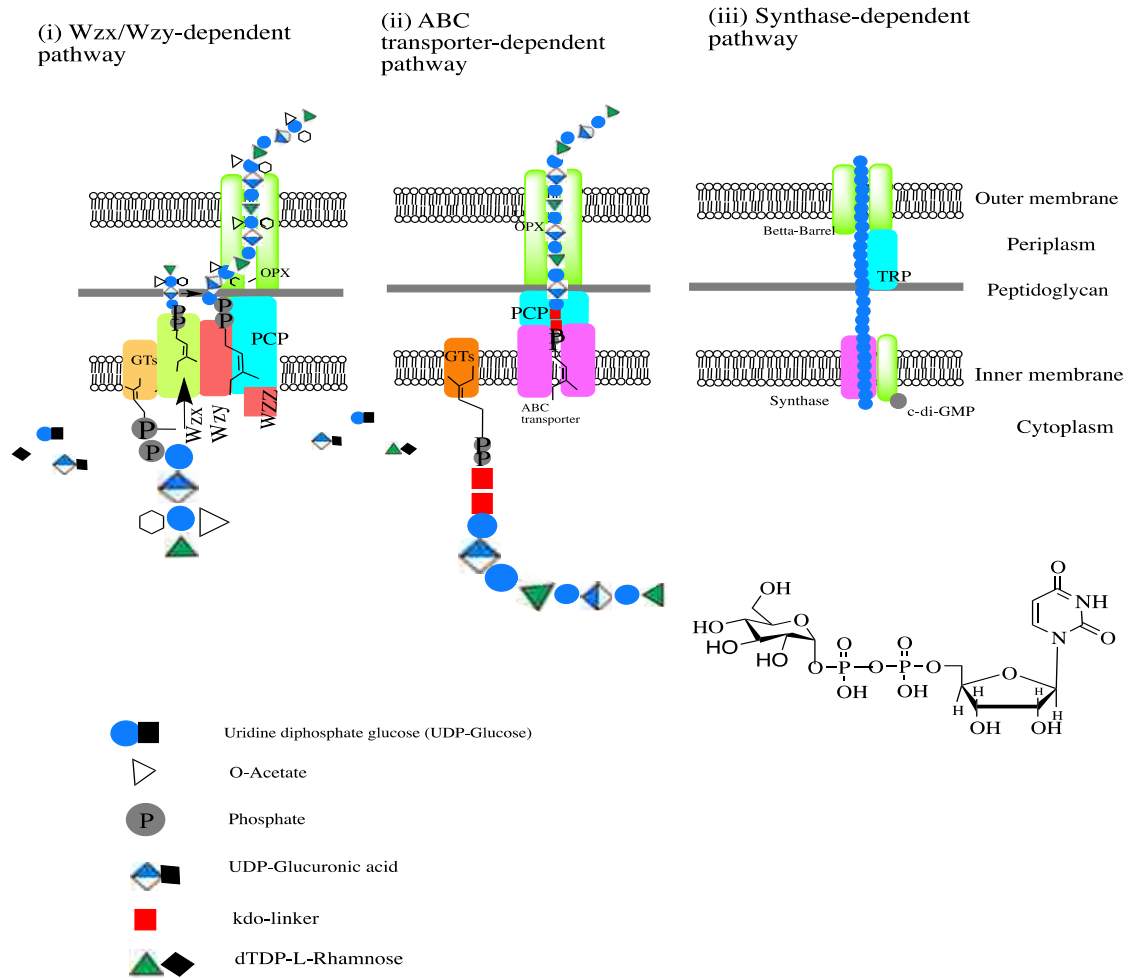 (i) Wzx/Wzy-dependent
pathway
(ii) ABC
transporter-dependent
pathway
(iii) Synthase-dependent
pathway
OPX
P
P
P
P
PCP
GTs
Wzx
Wzy
WZZ
P
P
OPX
PCP
P
GTs
ABC
transporter
P
P
Betta-Barrel
TRP
Synthase
c-di-GMP
Outer membrane
Periplasm
Peptidoglycan
Inner membrane
Cytoplasm
OH
HO
HO
HO
O
O
O
P
OH
O
O
P
OH
O
O
NH
N
O
O
H
H
H
H
OH
OH
Uridine diphosphate glucose (UDP-Glucose)
O-Acetate
P
Phosphate
UDP-Glucuronic acid
kdo-linker
dTDP-L-Rhamnose